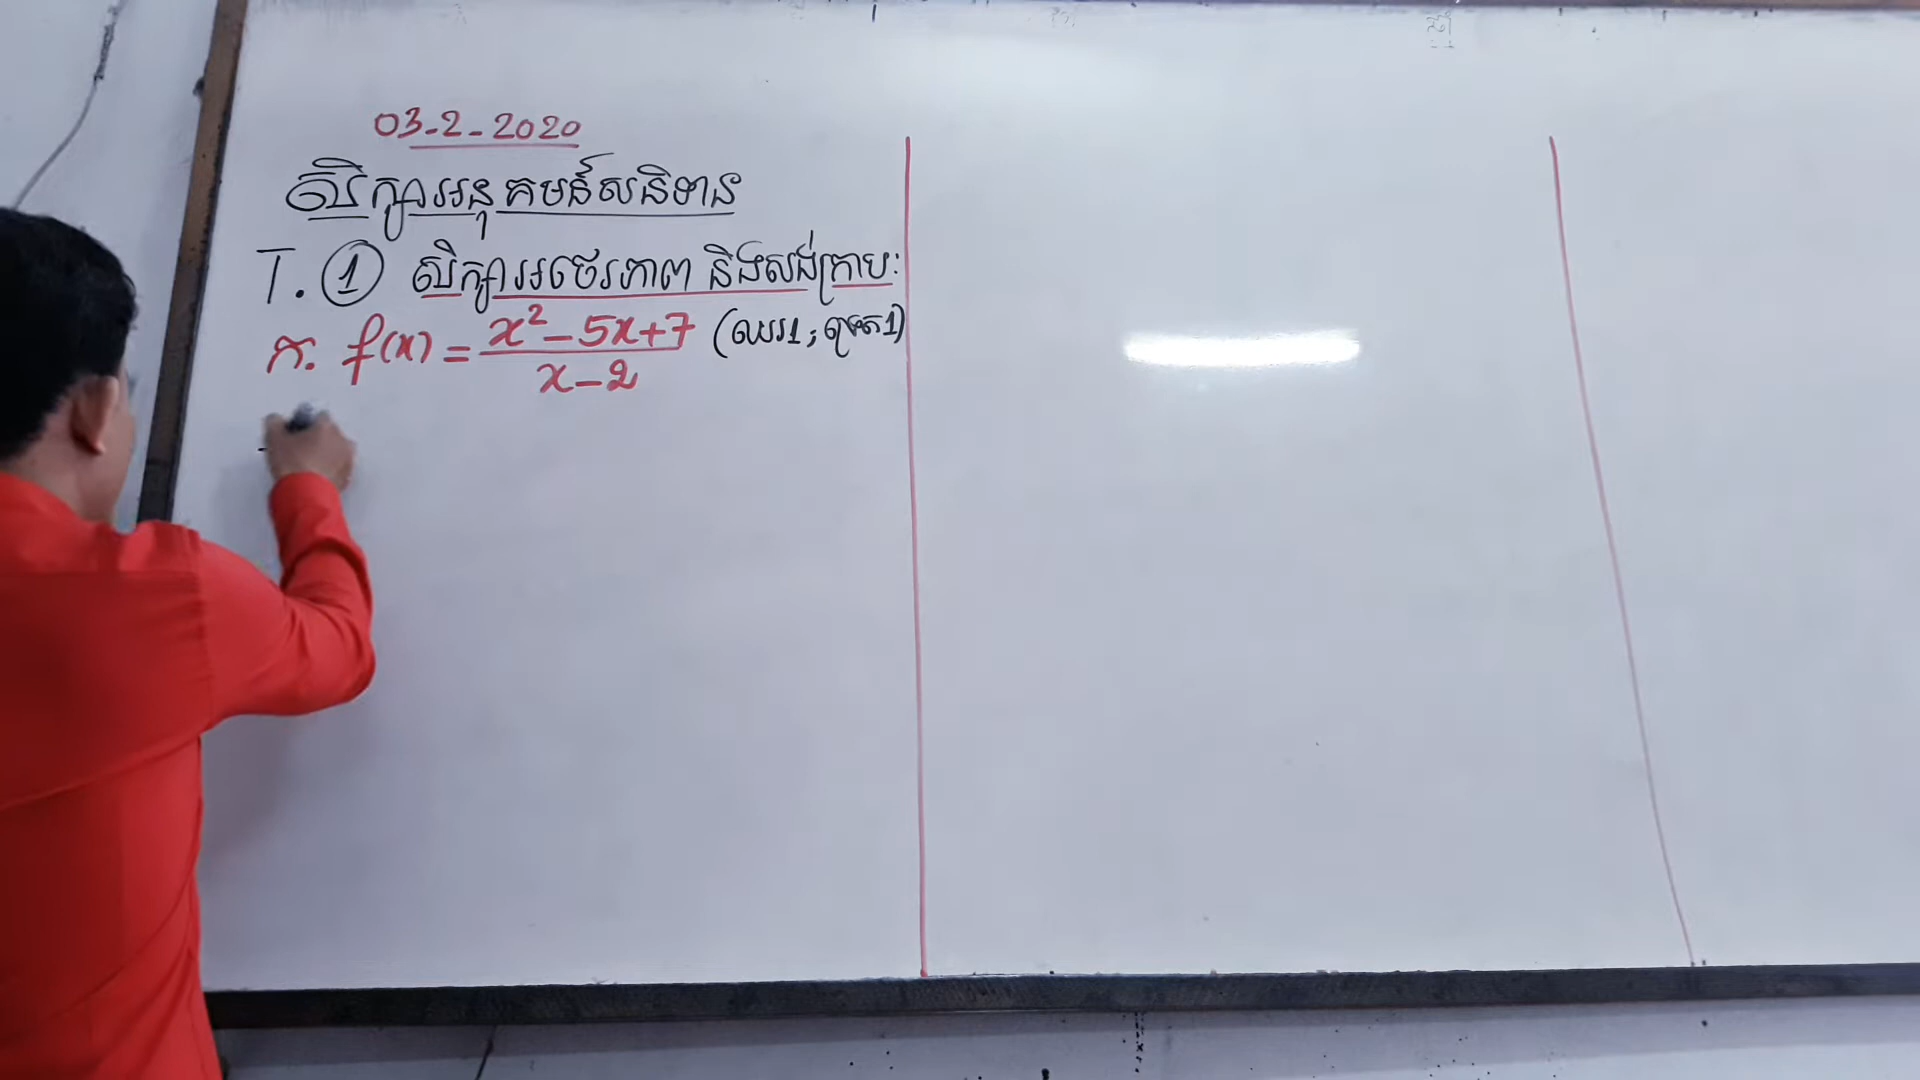 03-2-2020
សិក្សាអនុគមន៍សនិទាន
T. ① សិក្សាអថេរភាព និងសង់ក្រាប:
ក. f(x) = (x² - 5x + 7)/(x - 2) (ឈរ1; ទ្រេត1)